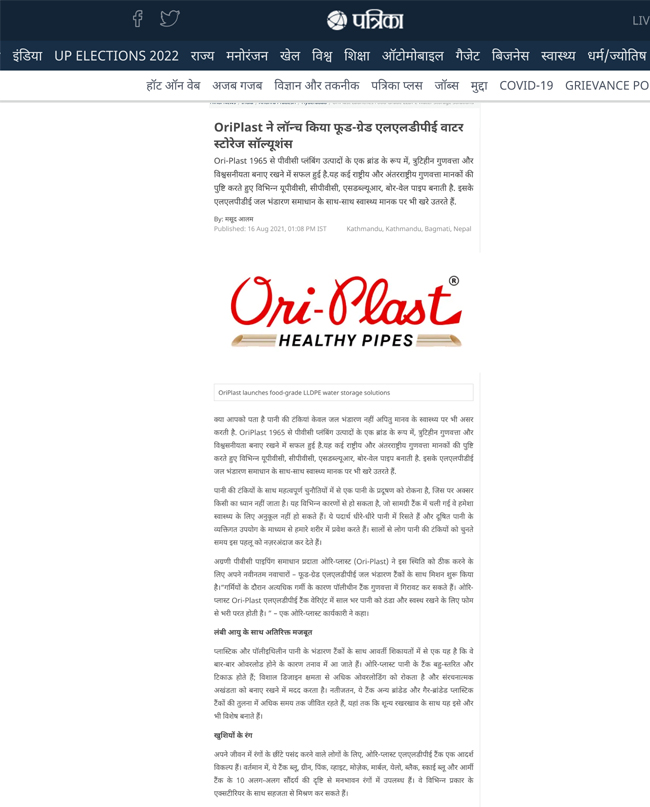 पत्रिका
LIV
इंडिया UP ELECTIONS 2022 राज्य मनोरंजन खेल विश्व शिक्षा ऑटोमोबाइल गैजेट बिजनेस स्वास्थ्य धर्म/ज्योतिष
हॉट ऑन वेब अजब गजब विज्ञान और तकनीक पत्रिका प्लस जॉब्स मुद्दा COVID-19 GRIEVANCE PO
OriPlast ने लॉन्च किया फूड-ग्रेड एलएलडीपीई वाटर
स्टोरेज सॉल्यूशंस
Ori-Plast 1965 से पीवीसी प्लंबिंग उत्पादों के एक ब्रांड के रूप में, त्रुटिहीन गुणवत्ता और
विश्वसनीयता बनाए रखने में सफल हुई है.यह कई राष्ट्रीय और अंतरराष्ट्रीय गुणवत्ता मानकों की
पुष्टि करते हुए विभिन्न यूपीवीसी, सीपीवीसी, एसडब्ल्यूआर, बोर-वेल पाइप बनाती है. इसके
एलएलपीडीई जल भंडारण समाधान के साथ-साथ स्वास्थ्य मानक पर भी खरे उतरते हैं.
By: मसूद आलम
Published: 16 Aug 2021, 01:08 PM IST Kathmandu, Kathmandu, Bagmati, Nepal
Ori-Plast ®
HEALTHY PIPES
OriPlast launches food-grade LLDPE water storage solutions
क्या आपको पता है पानी की टंकियां केवल जल भंडारण नहीं अपितु मानव के स्वास्थ्य पर भी असर
करती है. OriPlast 1965 से पीवीसी प्लंबिंग उत्पादों के एक ब्रांड के रूप में, त्रुटिहीन गुणवत्ता और
विश्वसनीयता बनाए रखने में सफल हुई है.यह कई राष्ट्रीय और अंतरराष्ट्रीय गुणवत्ता मानकों की पुष्टि
करते हुए विभिन्न यूपीवीसी, सीपीवीसी, एसडब्ल्यूआर, बोर-वेल पाइप बनाती है. इसके एलएलपीडीई
जल भंडारण समाधान के साथ-साथ स्वास्थ्य मानक पर भी खरे उतरते हैं.
पानी की टंकियों के साथ महत्वपूर्ण चुनौतियों में से एक पानी के प्रदूषण को रोकना है, जिस पर अक्सर
किसी का ध्यान नहीं जाता है। यह विभिन्न कारणों से हो सकता है, जो सामग्री टैंक में चली गई वे हमेशा
स्वास्थ्य के लिए अनुकूल नहीं हो सकते हैं। ये पदार्थ धीरे-धीरे पानी में रिसते हैं और दूषित पानी के
व्यक्तिगत उपयोग के माध्यम से हमारे शरीर में प्रवेश करते हैं। सालों से लोग पानी की टंकियों को चुनते
समय इस पहलू को नज़रअंदाज कर देते हैं।
अग्रणी पीवीसी पाइपिंग समाधान प्रदाता ओरि-प्लास्ट (Ori-Plast) ने इस स्थिति को ठीक करने के
लिए अपने नवीनतम नवाचारों – फूड-ग्रेड एलएलडीपीई जल भंडारण टैंकों के साथ मिशन शुरू किया
है।"गर्मियों के दौरान अत्यधिक गर्मी के कारण पॉलीथीन टैंक गुणवत्ता में गिरावट कर सकते हैं। ओरि-
प्लास्ट Ori-Plast एलएलडीपीई टैंक वेरिएंट में साल भर पानी को ठंडा और स्वस्थ रखने के लिए फोम
से भरी परत होती है। " – एक ओरि-प्लास्ट कार्यकारी ने कहा।
लंबी आयु के साथ अतिरिक्त मजबूत
प्लास्टिक और पॉलीइथिलीन पानी के भंडारण टैंकों के साथ आवर्ती शिकायतों में से एक यह है कि वे
बार-बार ओवरलोड होने के कारण तनाव में आ जाते हैं। ओरि-प्लास्ट पानी के टैंक बहु-स्तरित और
टिकाऊ होते हैं; विशाल डिजाइन क्षमता से अधिक ओवरलोडिंग को रोकता है और संरचनात्मक
अखंडता को बनाए रखने में मदद करता है। नतीजतन, ये टैंक अन्य ब्रांडेड और गैर-ब्रांडेड प्लास्टिक
टैंकों की तुलना में अधिक समय तक जीवित रहते हैं, यहां तक कि शून्य रखरखाव के साथ यह इसे और
भी विशेष बनाते हैं।
खुशियों के रंग
अपने जीवन में रंगों के छींटे पसंद करने वाले लोगों के लिए, ओरि-प्लास्ट एलएलडीपीई टैंक एक आदर्श
विकल्प हैं। वर्तमान में, ये टैंक ब्लू, ग्रीन, पिंक, व्हाइट, मोज़ेक, मार्बल, येलो, ब्लैक, स्काई ब्लू और आर्मी
टैंक के 10 अलग-अलग सौंदर्य की दृष्टि से मनभावन रंगों में उपलब्ध हैं। वे विभिन्न प्रकार के
एक्सटीरियर के साथ सहजता से मिश्रण कर सकते हैं।